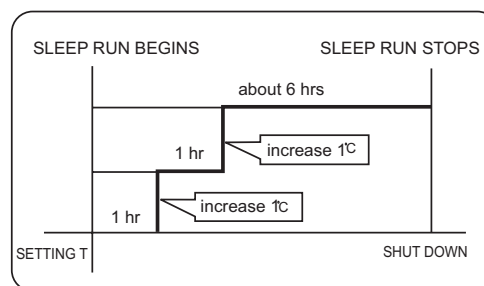 SLEEP RUN BEGINS
SLEEP RUN STOPS
about 6 hrs
1 hr
increase 1℃
1 hr
increase 1℃
SETTING T
SHUT DOWN